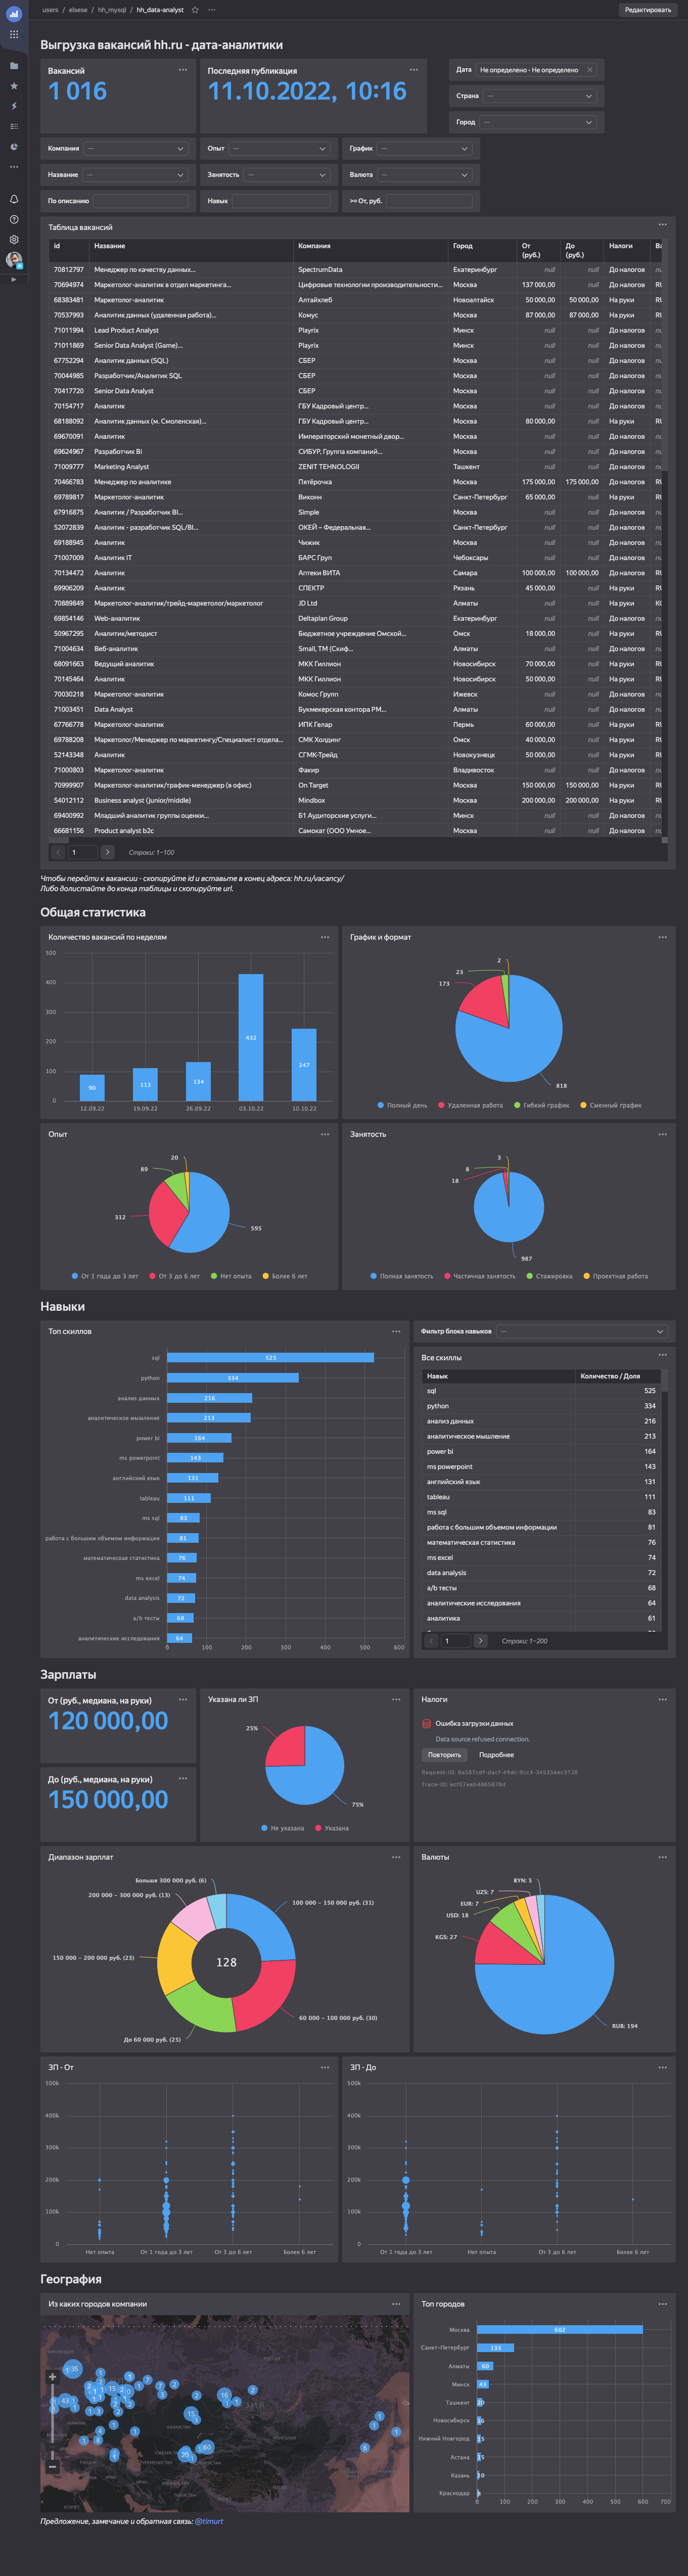 users / elsese / hh_mysql / hh_data-analyst
Редактировать
Выгрузка вакансий hh.ru - дата-аналитики
Вакансий
1 016
Последняя публикация
11.10.2022, 10:16
Дата Не определено - Не определено
Страна —
Город —
Компания —
Опыт —
График —
Название —
Занятость —
Валюта —
По описанию
Навык
>= От, руб.
Таблица вакансий
id Название Компания Город От (руб.) До (руб.) Налоги
70812797 Менеджер по качеству данных... SpectrumData Екатеринбург null null До налогов
70694974 Маркетолог-аналитик в отдел маркетинга... Цифровые технологии производительности... Москва 137 000,00 null До налогов
68383481 Маркетолог-аналитик Алтайхлеб Новоалтайск 50 000,00 50 000,00 На руки
70537993 Аналитик данных (удаленная работа)... Комус Москва 87 000,00 87 000,00 На руки
71011994 Lead Product Analyst Playrix Минск null null До налогов
71011869 Senior Data Analyst (Game)... Playrix Минск null null До налогов
67752294 Аналитик данных (SQL) СБЕР Москва null null До налогов
70044985 Разработчик/Аналитик SQL СБЕР Москва null null До налогов
70417720 Senior Data Analyst СБЕР Москва null null До налогов
70154717 Аналитик ГБУ Кадровый центр... Москва null null До налогов
68188092 Аналитик данных (м. Смоленская)... ГБУ Кадровый центр... Москва 80 000,00 null На руки
69670091 Аналитик Императорский монетный двор... Москва null null До налогов
69624967 Разработчик Bi СИБУР, Группа компаний... Москва null null До налогов
71009777 Marketing Analyst ZENIT TEHNOLOGII Ташкент null null До налогов
70466783 Менеджер по аналитике Пятёрочка Москва 175 000,00 175 000,00 До налогов
69789817 Маркетолог-аналитик Виконн Санкт-Петербург 65 000,00 null На руки
67916875 Аналитик / Разработчик BI... Simple Москва null null До налогов
52072839 Аналитик - разработчик SQL/BI... ОКЕЙ – Федеральная... Санкт-Петербург null null До налогов
69188945 Аналитик Чижик Москва null null До налогов
71007009 Аналитик IT БАРС Груп Чебоксары null null До налогов
70134472 Аналитик Аптеки ВИТА Самара 100 000,00 100 000,00 До налогов
69906209 Аналитик СПЕКТР Рязань 45 000,00 null На руки
70889849 Маркетолог-аналитик/трейд-маркетолог/маркетолог JD Ltd Алматы null null На руки
69854146 Web-аналитик Deltaplan Group Екатеринбург null null До налогов
50967295 Аналитик/методист Бюджетное учреждение Омской... Омск 18 000,00 null На руки
71004634 Веб-аналитик Small, ТМ (Скиф... Алматы null null До налогов
68091663 Ведущий аналитик МКК Гиллион Новосибирск 70 000,00 null На руки
70145464 Аналитик МКК Гиллион Новосибирск 50 000,00 null На руки
70030218 Маркетолог-аналитик Комос Групп Ижевск null null До налогов
71003451 Data Analyst Букмекерская контора PM... Алматы null null До налогов
67766778 Маркетолог-аналитик ИПК Гелар Пермь 60 000,00 null На руки
69788208 Маркетолог/Менеджер по маркетингу/Специалист отдела... СМК Холдинг Омск 40 000,00 null На руки
52143348 Аналитик СГМК-Трейд Новокузнецк 50 000,00 null На руки
71000803 Маркетолог-аналитик Факир Владивосток null null До налогов
70999907 Маркетолог-аналитик/трафик-менеджер (в офис) On Target Москва 150 000,00 150 000,00 На руки
54012112 Business analyst (junior/middle) Mindbox Москва 200 000,00 200 000,00 На руки
69400992 Младший аналитик группы оценки... Б1 Аудиторские услуги... Минск null null До налогов
66681156 Product analyst b2c Самокат (ООО Умное... Москва null null До налогов
1 Строки: 1–100
Чтобы перейти к вакансии - скопируйте id и вставьте в конец адреса: hh.ru/vacancy/
Либо долистайте до конца таблицы и скопируйте url.
Общая статистика
Количество вакансий по неделям
500
400
300
200
100
0
90 113 134 432 247
12.09.22 19.09.22 26.09.22 03.10.22 10.10.22
График и формат
2
23
173
818
Полный день Удаленная работа Гибкий график Сменный график
Опыт
20
89
312
595
От 1 года до 3 лет От 3 до 6 лет Нет опыта Более 6 лет
Занятость
3
8
18
987
Полная занятость Частичная занятость Стажировка Проектная работа
Навыки
Топ скиллов
sql 525
python 334
анализ данных 216
аналитическое мышление 213
power bi 164
ms powerpoint 143
английский язык 131
tableau 111
ms sql 83
работа с большим объемом информации 81
математическая статистика 76
ms excel 74
data analysis 72
a/b тесты 68
аналитические исследования 64
0 100 200 300 400 500 600
Фильтр блока навыков —
Все скиллы
Навык Количество / Доля
sql 525
python 334
анализ данных 216
аналитическое мышление 213
power bi 164
ms powerpoint 143
английский язык 131
tableau 111
ms sql 83
работа с большим объемом информации 81
математическая статистика 76
ms excel 74
data analysis 72
a/b тесты 68
аналитические исследования 64
аналитика 61
1 Строки: 1–200
Зарплаты
От (руб., медиана, на руки)
120 000,00
До (руб., медиана, на руки)
150 000,00
Указана ли ЗП
25%
75%
Не указана Указана
Налоги
Ошибка загрузки данных
Data source refused connection.
Повторить Подробнее
Диапазон зарплат
Больше 300 000 руб. (6)
200 000 – 300 000 руб. (13)
100 000 – 150 000 руб. (31)
150 000 – 200 000 руб. (23)
128
60 000 – 100 000 руб. (30)
До 60 000 руб. (25)
Валюты
BYN: 5
UZS: 7
EUR: 7
USD: 18
KGS: 27
RUB: 194
ЗП - От
500k
400k
300k
200k
100k
0
Нет опыта От 1 года до 3 лет От 3 до 6 лет Более 6 лет
ЗП - До
500k
400k
300k
200k
100k
0
От 1 года до 3 лет Нет опыта От 3 до 6 лет Более 6 лет
География
Из каких городов компании
Топ городов
Москва 602
Санкт-Петербург 135
Алматы 60
Минск 43
Ташкент 20
Новосибирск 16
Нижний Новгород 15
Астана 15
Казань 10
Краснодар
0 100 200 300 400 500 600 700
Предложение, замечание и обратная связь: @timurt